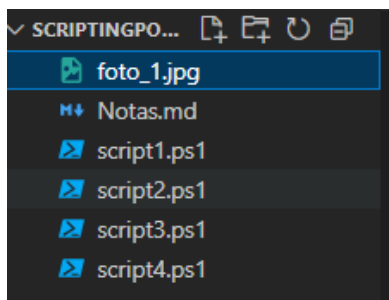 SCRIPTINGPO...
foto_1.jpg
M↓ Notas.md
script1.ps1
script2.ps1
script3.ps1
script4.ps1